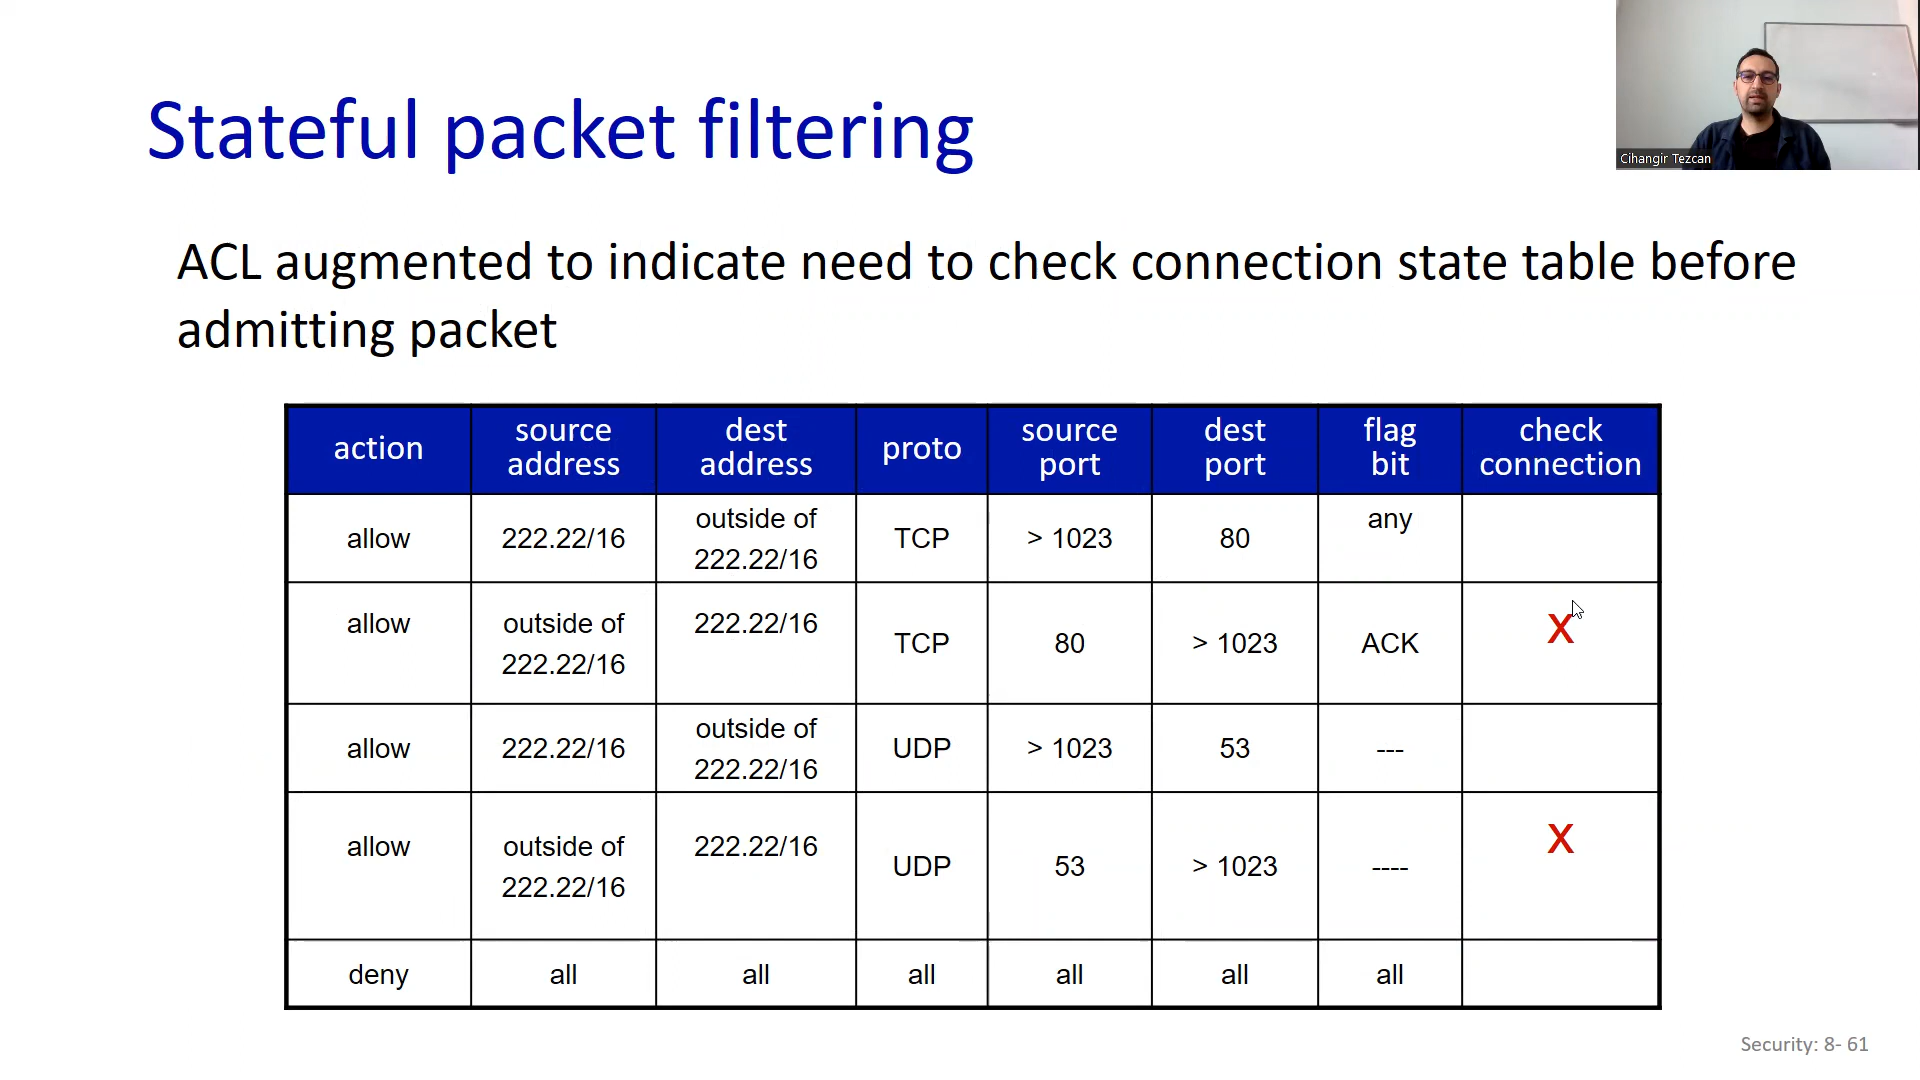 Cihangir Tezcan
Stateful packet filtering
ACL augmented to indicate need to check connection state table before
admitting packet
action source address dest address proto source port dest port flag bit check connection
allow 222.22/16 outside of 222.22/16 TCP > 1023 80 any
allow outside of 222.22/16 222.22/16 TCP 80 > 1023 ACK X
allow 222.22/16 outside of 222.22/16 UDP > 1023 53 ---
allow outside of 222.22/16 222.22/16 UDP 53 > 1023 ---- X
deny all all all all all all
Security: 8- 61